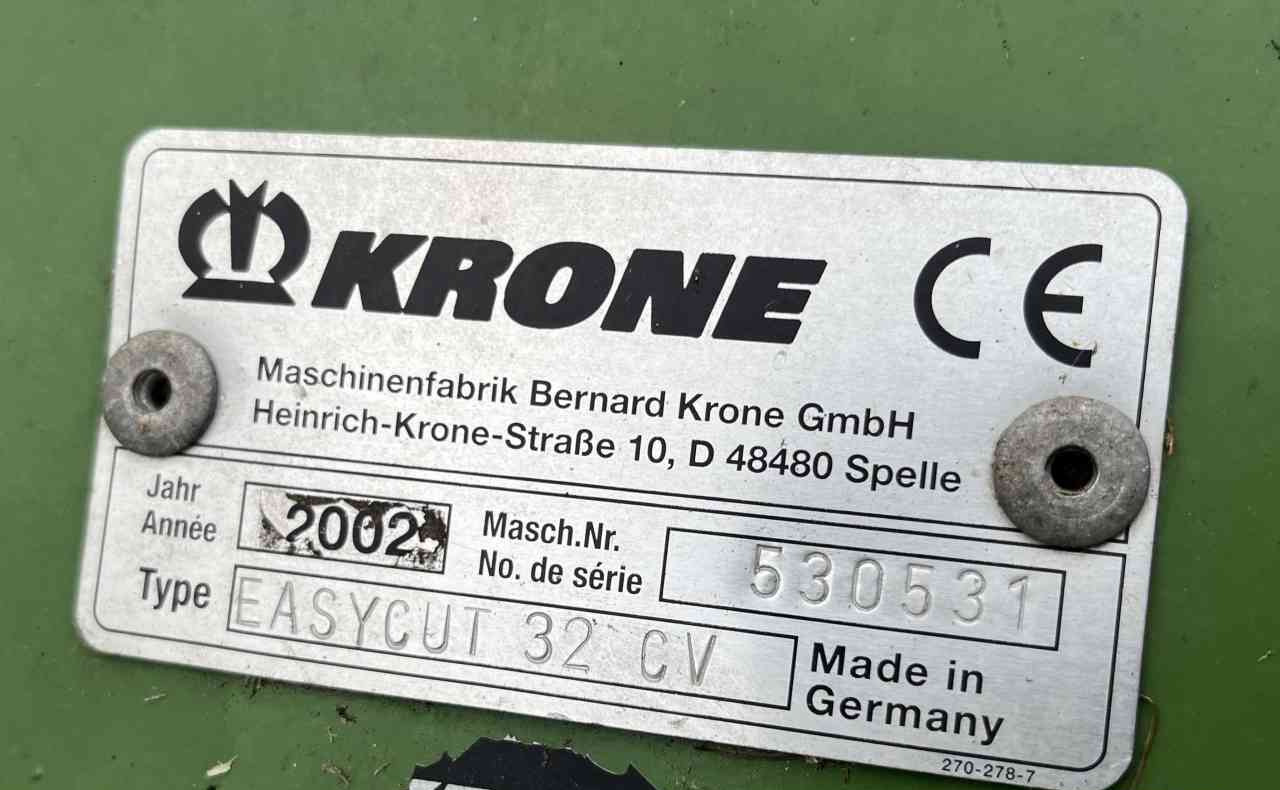 KRONE CE
Maschinenfabrik Bernard Krone GmbH
Heinrich-Krone-Straße 10, D 48480 Spelle
Jahr
Année
2002
Masch.Nr.
No. de série
530531
Type
EASYCUT 32 CV
Made in
Germany
270-278-7